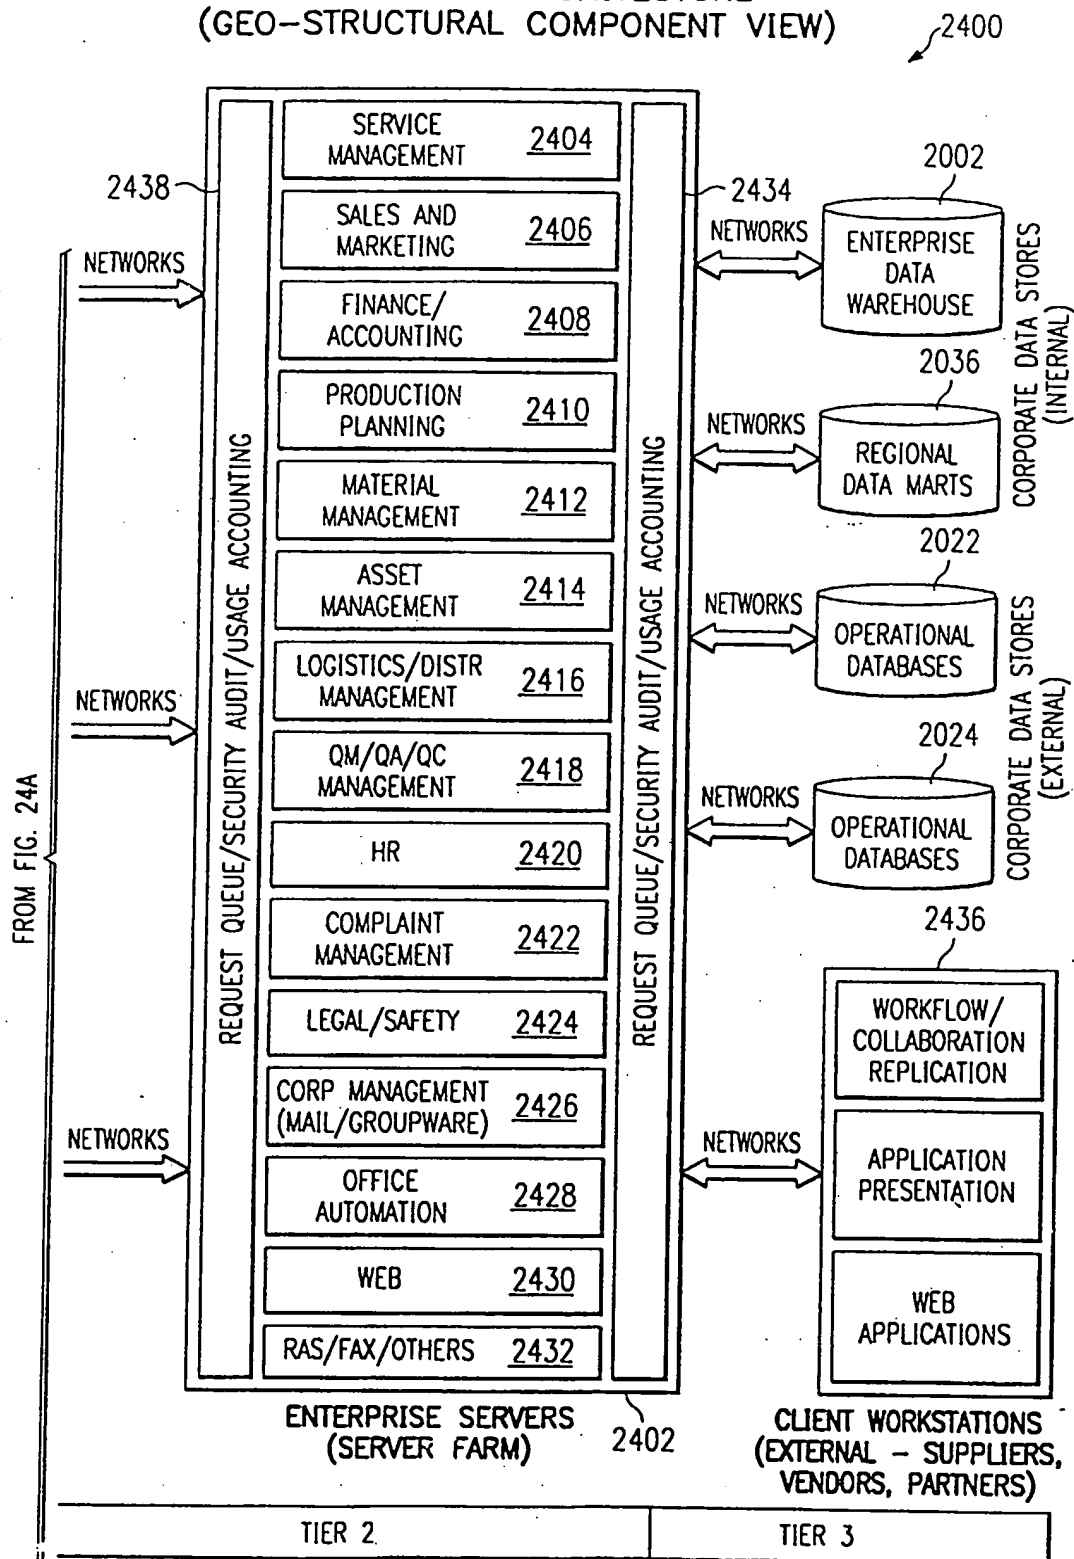 (GEO-STRUCTURAL COMPONENT VIEW)
2400
2438
2434
REQUEST QUEUE/SECURITY AUDIT/USAGE ACCOUNTING
SERVICE
MANAGEMENT 2404
SALES AND
MARKETING 2406
FINANCE/
ACCOUNTING 2408
PRODUCTION
PLANNING 2410
MATERIAL
MANAGEMENT 2412
ASSET
MANAGEMENT 2414
LOGISTICS/DISTR
MANAGEMENT 2416
QM/QA/QC
MANAGEMENT 2418
HR 2420
COMPLAINT
MANAGEMENT 2422
LEGAL/SAFETY 2424
CORP MANAGEMENT
(MAIL/GROUPWARE) 2426
OFFICE
AUTOMATION 2428
WEB 2430
RAS/FAX/OTHERS 2432
REQUEST QUEUE/SECURITY AUDIT/USAGE ACCOUNTING
FROM FIG. 24A
NETWORKS
NETWORKS
NETWORKS
NETWORKS
2002
ENTERPRISE
DATA
WAREHOUSE
NETWORKS
2036
REGIONAL
DATA MARTS
CORPORATE DATA STORES
(INTERNAL)
NETWORKS
2022
OPERATIONAL
DATABASES
NETWORKS
2024
OPERATIONAL
DATABASES
CORPORATE DATA STORES
(EXTERNAL)
NETWORKS
2436
WORKFLOW/
COLLABORATION
REPLICATION
APPLICATION
PRESENTATION
WEB
APPLICATIONS
ENTERPRISE SERVERS
(SERVER FARM)
2402
CLIENT WORKSTATIONS
(EXTERNAL - SUPPLIERS,
VENDORS, PARTNERS)
TIER 2
TIER 3